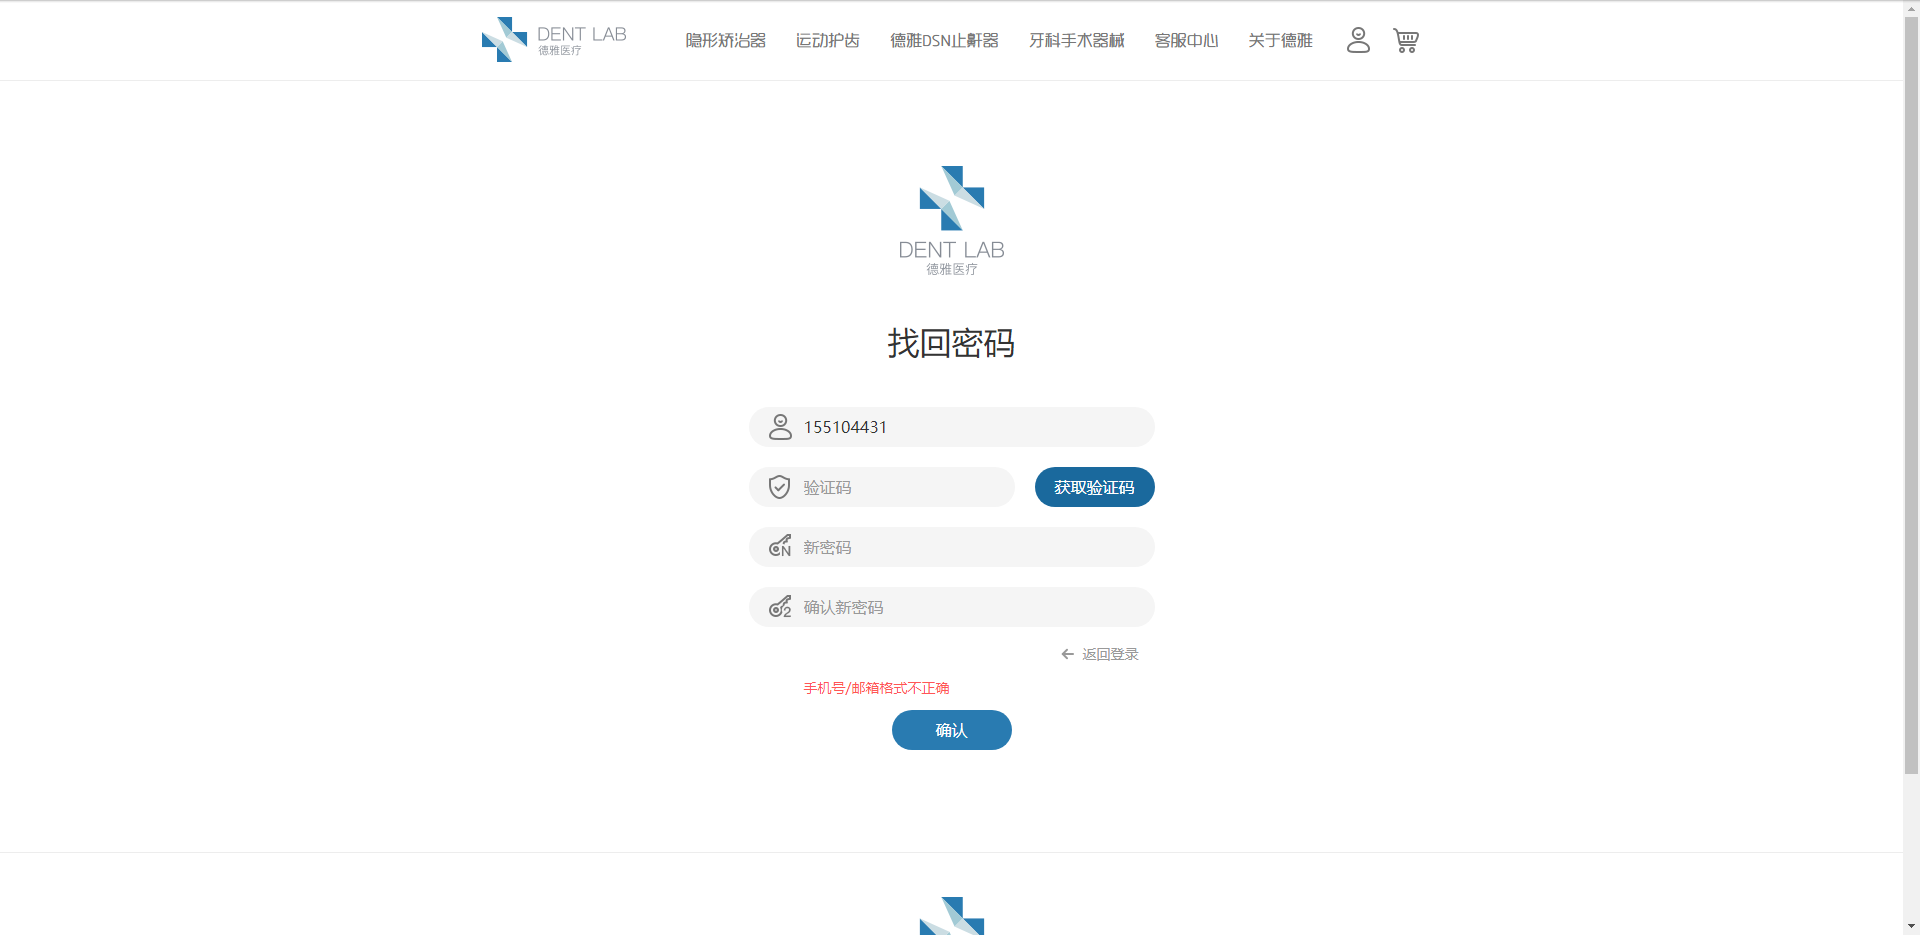 DENT LAB
德雅医疗
隐形矫治器 运动护齿 德雅DSN止鼾器 牙科手术器械 客服中心 关于德雅
DENT LAB
德雅医疗
找回密码
155104431
验证码 获取验证码
新密码
确认新密码
返回登录
手机号/邮箱格式不正确
确认